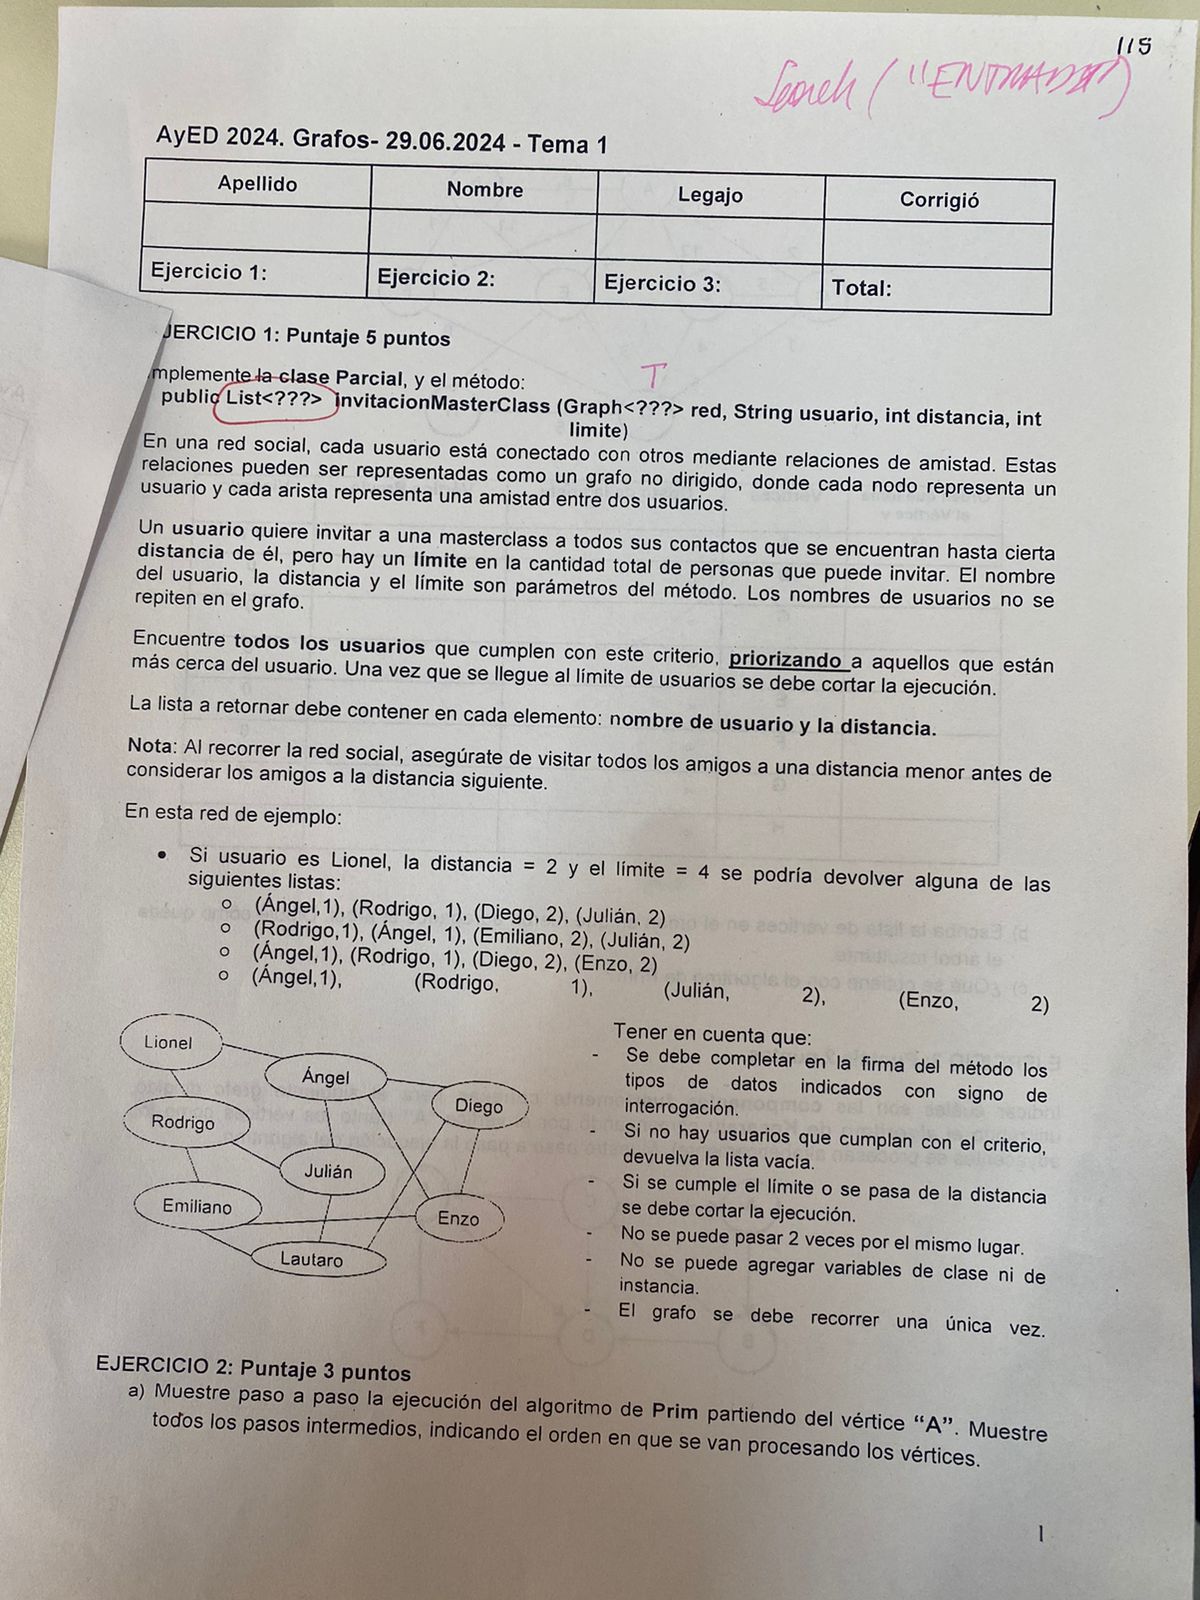 115
Search ("ENTRADA")
AyED 2024. Grafos- 29.06.2024 - Tema 1
Apellido Nombre Legajo Corrigió
Ejercicio 1: Ejercicio 2: Ejercicio 3: Total:
JERCICIO 1: Puntaje 5 puntos
mplemente la clase Parcial, y el método:
T
public List<???> invitacionMasterClass (Graph<???> red, String usuario, int distancia, int
limite)
En una red social, cada usuario está conectado con otros mediante relaciones de amistad. Estas
relaciones pueden ser representadas como un grafo no dirigido, donde cada nodo representa un
usuario y cada arista representa una amistad entre dos usuarios.
Un usuario quiere invitar a una masterclass a todos sus contactos que se encuentran hasta cierta
distancia de él, pero hay un límite en la cantidad total de personas que puede invitar. El nombre
del usuario, la distancia y el límite son parámetros del método. Los nombres de usuarios no se
repiten en el grafo.
Encuentre todos los usuarios que cumplen con este criterio, priorizando a aquellos que están
más cerca del usuario. Una vez que se llegue al límite de usuarios se debe cortar la ejecución.
La lista a retornar debe contener en cada elemento: nombre de usuario y la distancia.
Nota: Al recorrer la red social, asegúrate de visitar todos los amigos a una distancia menor antes de
considerar los amigos a la distancia siguiente.
En esta red de ejemplo:
• Si usuario es Lionel, la distancia = 2 y el límite = 4 se podría devolver alguna de las
siguientes listas:
o (Ángel,1), (Rodrigo, 1), (Diego, 2), (Julián, 2)
o (Rodrigo,1), (Ángel, 1), (Emiliano, 2), (Julián, 2)
o (Ángel,1), (Rodrigo, 1), (Diego, 2), (Enzo, 2)
o (Ángel,1), (Rodrigo, 1), (Julián, 2), (Enzo, 2)
Lionel
Ángel
Diego
Rodrigo
Julián
Emiliano
Enzo
Lautaro
Tener en cuenta que:
- Se debe completar en la firma del método los
tipos de datos indicados con signo de
interrogación.
- Si no hay usuarios que cumplan con el criterio,
devuelva la lista vacía.
- Si se cumple el límite o se pasa de la distancia
se debe cortar la ejecución.
- No se puede pasar 2 veces por el mismo lugar.
- No se puede agregar variables de clase ni de
instancia.
- El grafo se debe recorrer una única vez.
EJERCICIO 2: Puntaje 3 puntos
a) Muestre paso a paso la ejecución del algoritmo de Prim partiendo del vértice “A”. Muestre
todos los pasos intermedios, indicando el orden en que se van procesando los vértices.
1